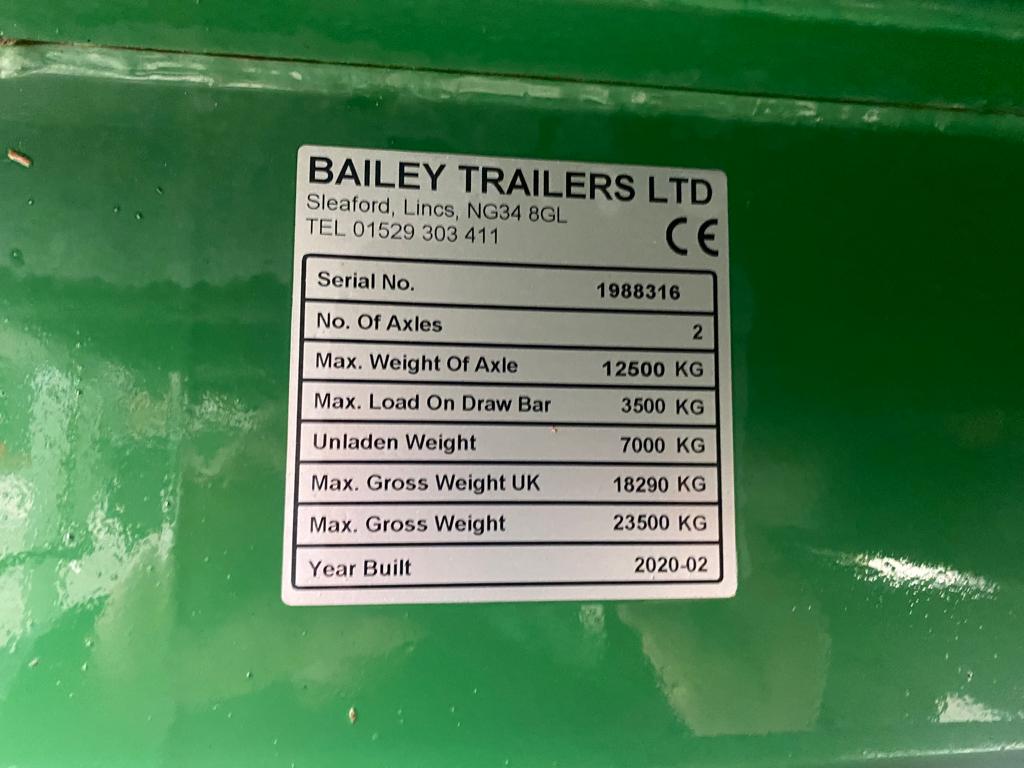 BAILEY TRAILERS LTD
Sleaford, Lincs, NG34 8GL
TEL 01529 303 411
CE
Serial No. 1988316
No. Of Axles 2
Max. Weight Of Axle 12500 KG
Max. Load On Draw Bar 3500 KG
Unladen Weight 7000 KG
Max. Gross Weight UK 18290 KG
Max. Gross Weight 23500 KG
Year Built 2020-02